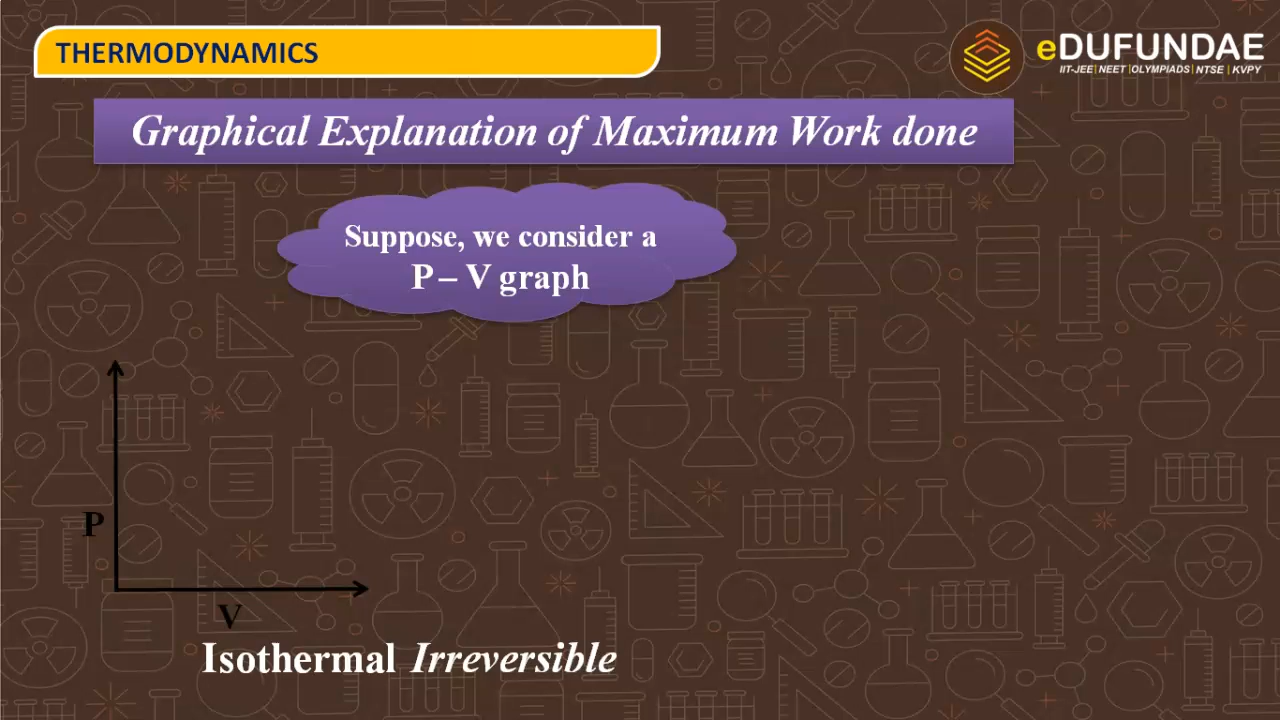 THERMODYNAMICS
eDUFUNDAE
IIT-JEE| NEET |OLYMPIADS| NTSE | KVPY
Graphical Explanation of Maximum Work done
Suppose, we consider a
P – V graph
P
V
Isothermal Irreversible